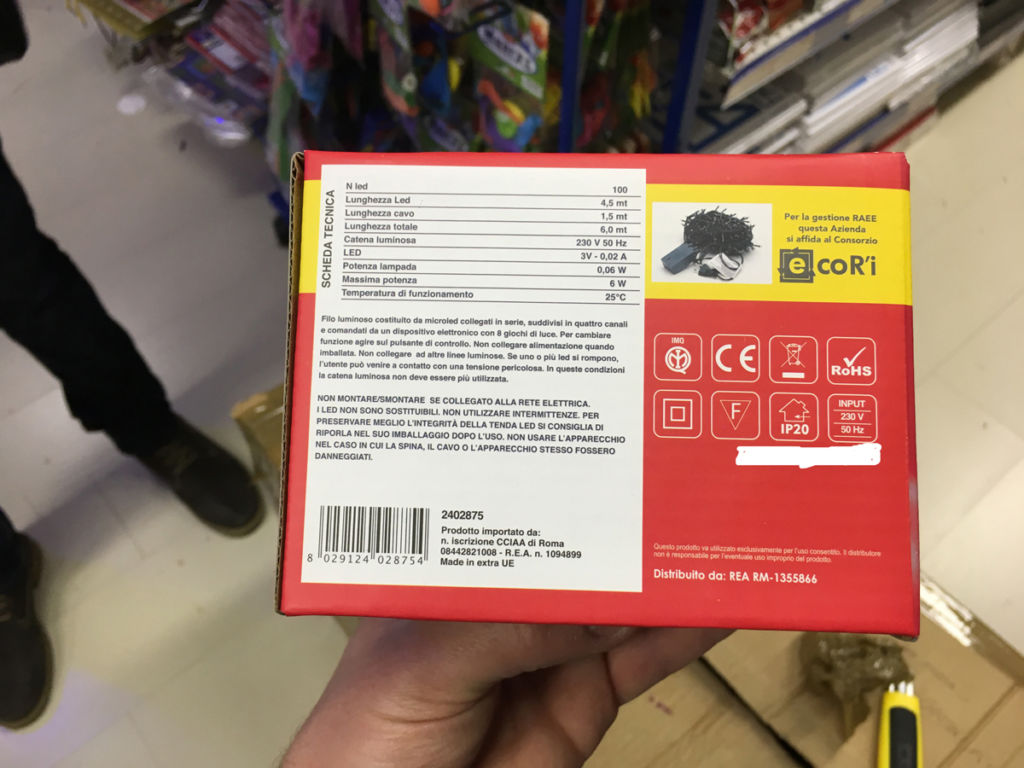 SCHEDA TECNICA
N led 100
Lunghezza Led 4,5 mt
Lunghezza cavo 1,5 mt
Lunghezza totale 6,0 mt
Catena luminosa 230 V 50 Hz
LED 3V - 0,02 A
Potenza lampada 0,06 W
Massima potenza 6 W
Temperatura di funzionamento 25°C
Filo luminoso costituito da microled collegati in serie, suddivisi in quattro canali
e comandati da un dispositivo elettronico con 8 giochi di luce. Per cambiare
funzione agire sul pulsante di controllo. Non collegare alimentazione quando
imballata. Non collegare ad altre linee luminose. Se uno o più led si rompono,
l'utente può venire a contatto con una tensione pericolosa. In queste condizioni
la catena luminosa non deve essere più utilizzata.
NON MONTARE/SMONTARE SE COLLEGATO ALLA RETE ELETTRICA.
I LED NON SONO SOSTITUIBILI. NON UTILIZZARE INTERMITTENZE. PER
PRESERVARE MEGLIO L'INTEGRITÀ DELLA TENDA LED SI CONSIGLIA DI
RIPORLA NEL SUO IMBALLAGGIO DOPO L'USO. NON USARE L'APPARECCHIO
NEL CASO IN CUI LA SPINA, IL CAVO O L'APPARECCHIO STESSO FOSSERO
DANNEGGIATI.
8 029124 028754
2402875
Prodotto importato da:
n. iscrizione CCIAA di Roma
08442821008 - R.E.A. n. 1094899
Made in extra UE
Per la gestione RAEE
questa Azienda
si affida al Consorzio
ecoR'i
IMQ
CE
RoHS
F
IP20
INPUT
230 V
50 Hz
Questo prodotto va utilizzato esclusivamente per l'uso consentito. Il distributore
non è responsabile per l'eventuale uso improprio del prodotto.
Distribuito da: REA RM-1355866